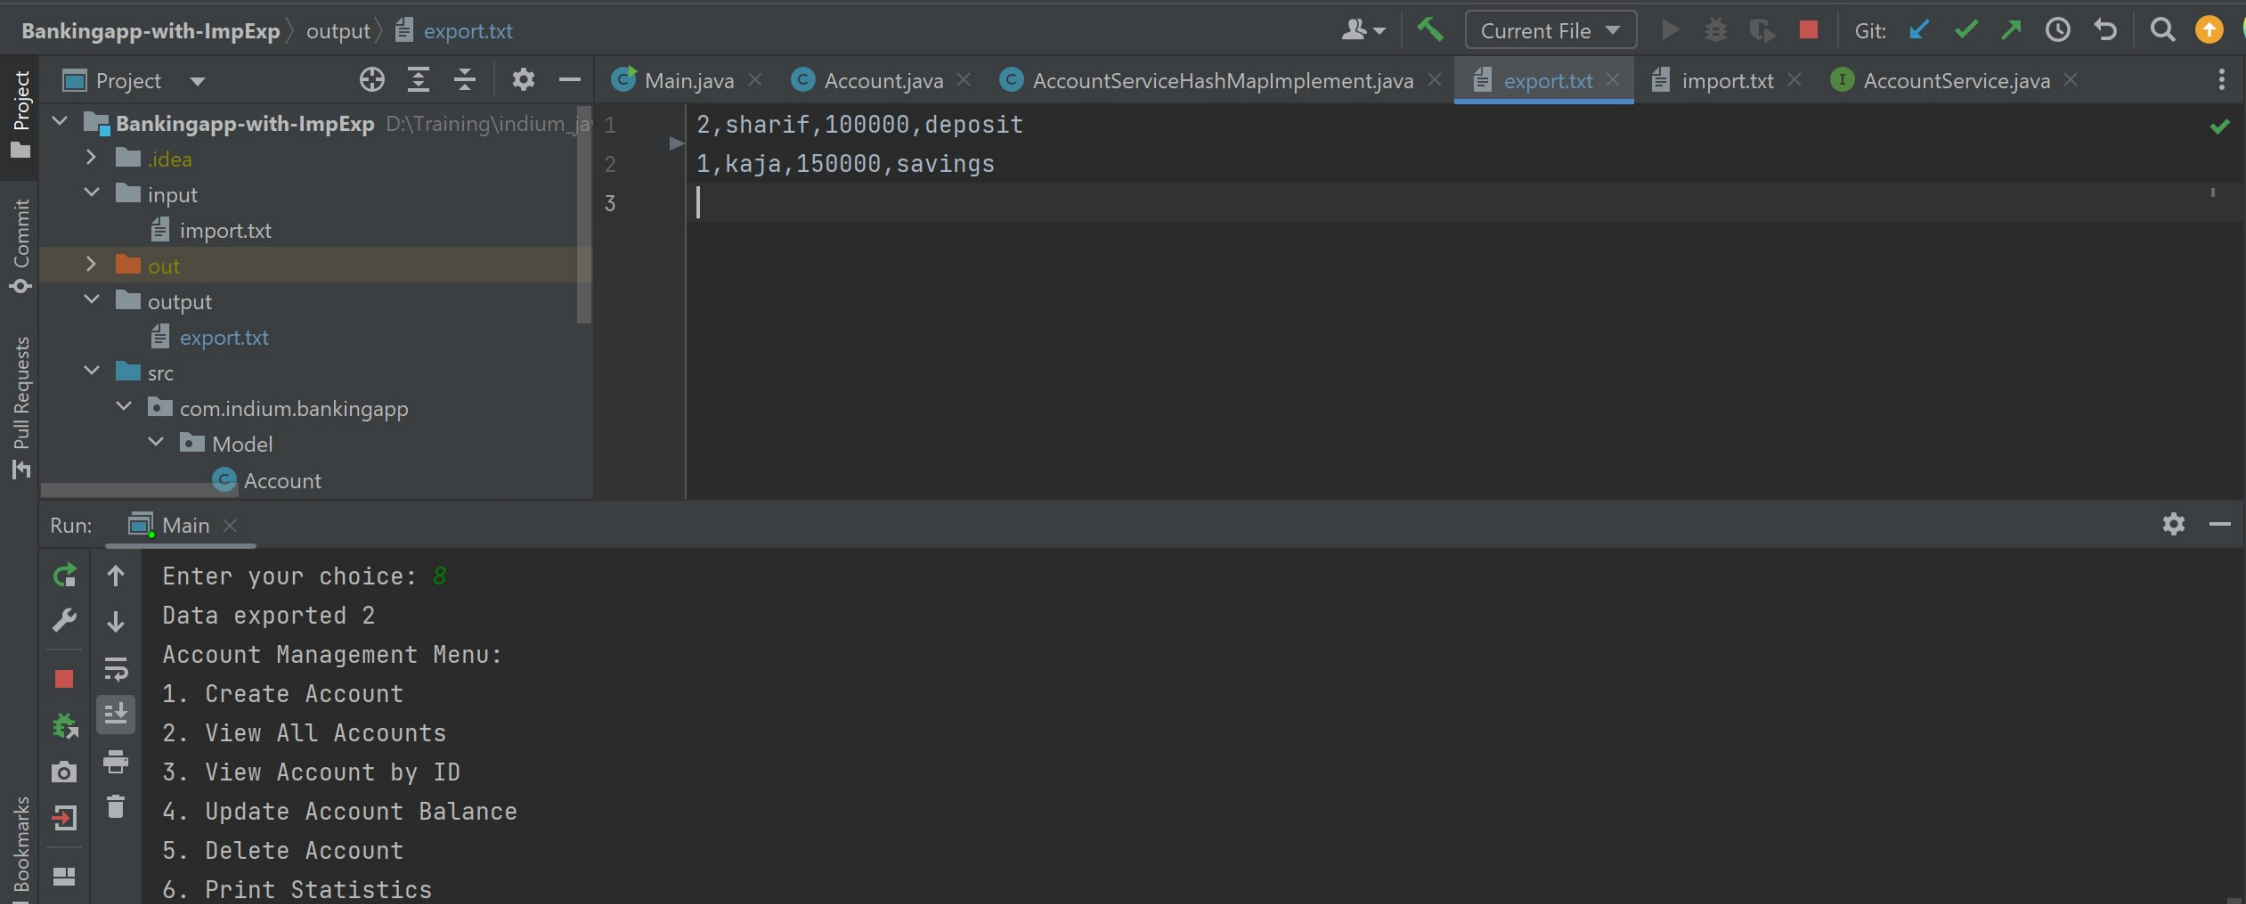 Bankingapp-with-ImpExp output export.txt
Current File
Git:
Project
Main.java
Account.java
AccountServiceHashMapImplement.java
export.txt
import.txt
AccountService.java
Project
Commit
Pull Requests
Bookmarks
Bankingapp-with-ImpExp D:\Training\indium_ja
.idea
input
import.txt
out
output
export.txt
src
com.indium.bankingapp
Model
Account
1 2,sharif,100000,deposit
2 1,kaja,150000,savings
3
Run: Main
Enter your choice: 8
Data exported 2
Account Management Menu:
1. Create Account
2. View All Accounts
3. View Account by ID
4. Update Account Balance
5. Delete Account
6. Print Statistics